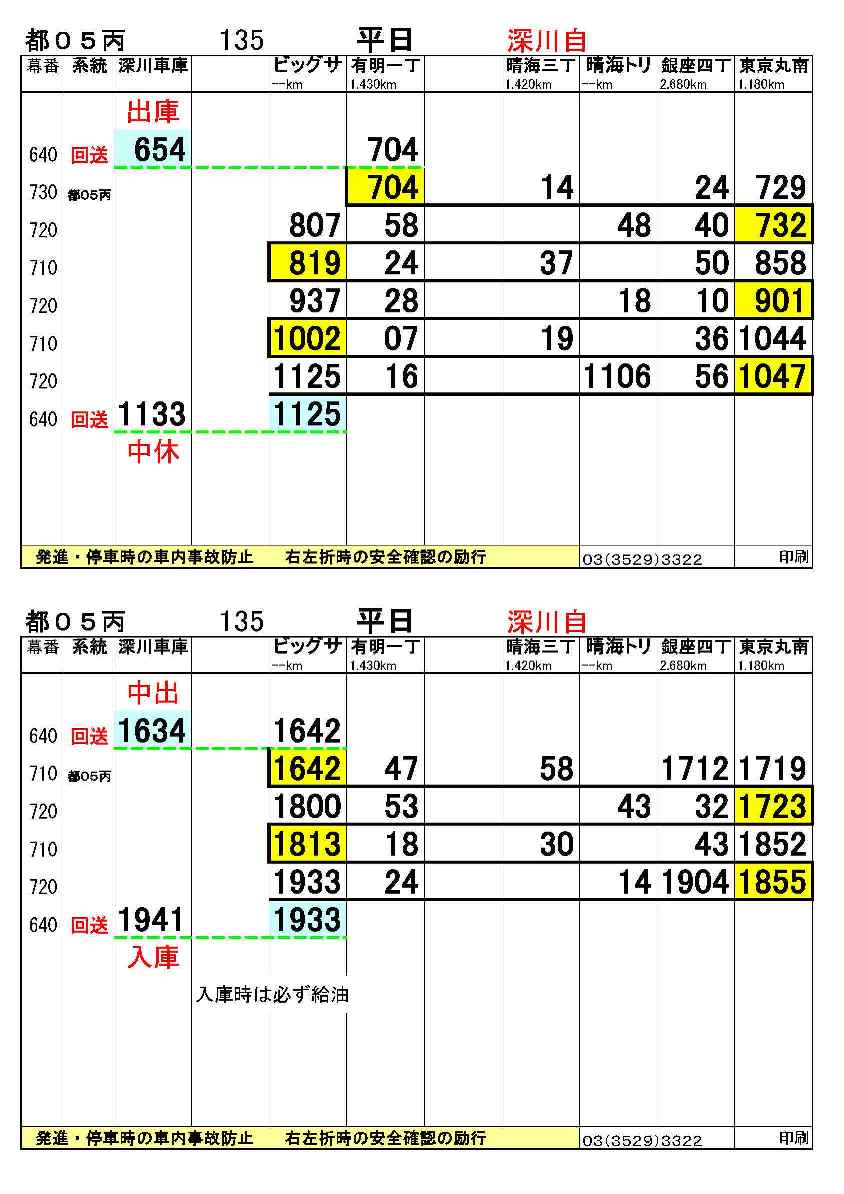 都０５丙 135 平日 深川自
幕番 系統 深川車庫 ビッグサ 有明一丁 晴海三丁 晴海トリ 銀座四丁 東京丸南
--km 1.430km 1.420km --km 2.680km 1.180km
出庫
640 回送 654 704
730 都05丙 704 14 24 729
720 807 58 48 40 732
710 819 24 37 50 858
720 937 28 18 10 901
710 1002 07 19 36 1044
720 1125 16 1106 56 1047
640 回送 1133 1125
中休
発進・停車時の車内事故防止 右左折時の安全確認の励行 03(3529)3322 印刷
都０５丙 135 平日 深川自
幕番 系統 深川車庫 ビッグサ 有明一丁 晴海三丁 晴海トリ 銀座四丁 東京丸南
--km 1.430km 1.420km --km 2.680km 1.180km
中出
640 回送 1634 1642
710 都05丙 1642 47 58 1712 1719
720 1800 53 43 32 1723
710 1813 18 30 43 1852
720 1933 24 14 1904 1855
640 回送 1941 1933
入庫
入庫時は必ず給油
発進・停車時の車内事故防止 右左折時の安全確認の励行 03(3529)3322 印刷